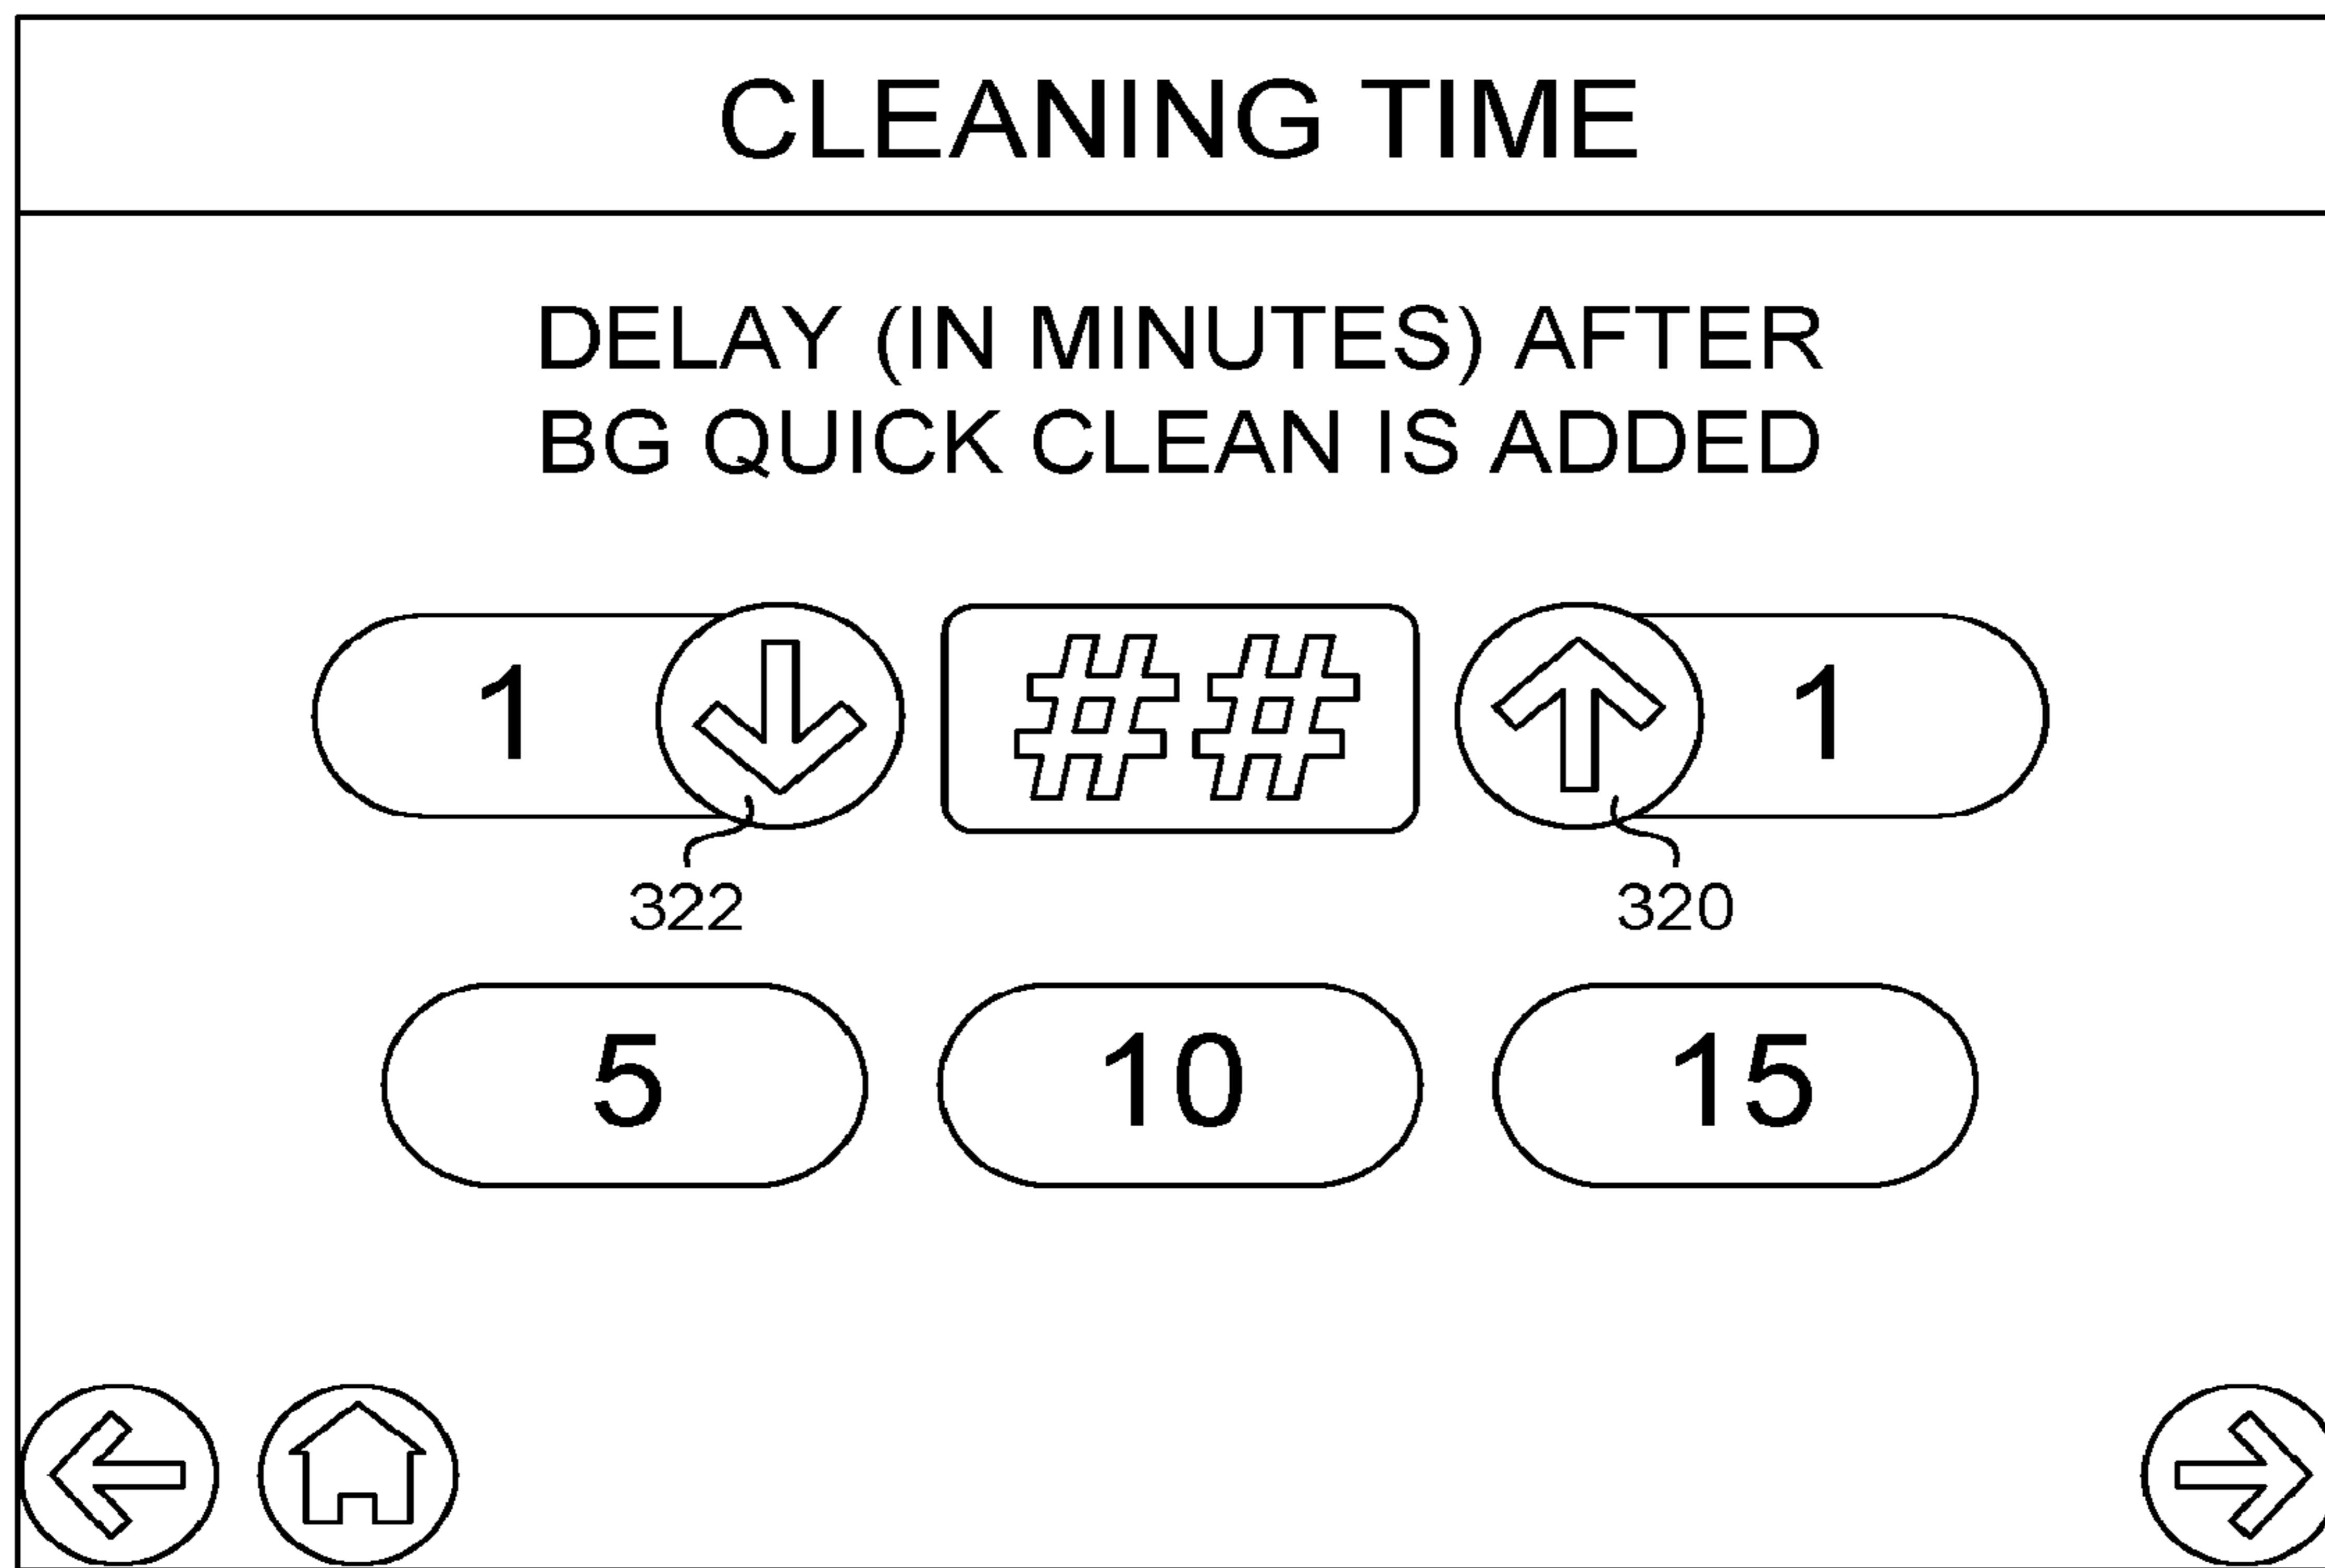 CLEANING TIME
DELAY (IN MINUTES) AFTER
BG QUICK CLEAN IS ADDED
1 ## 1
322 320
5 10 15